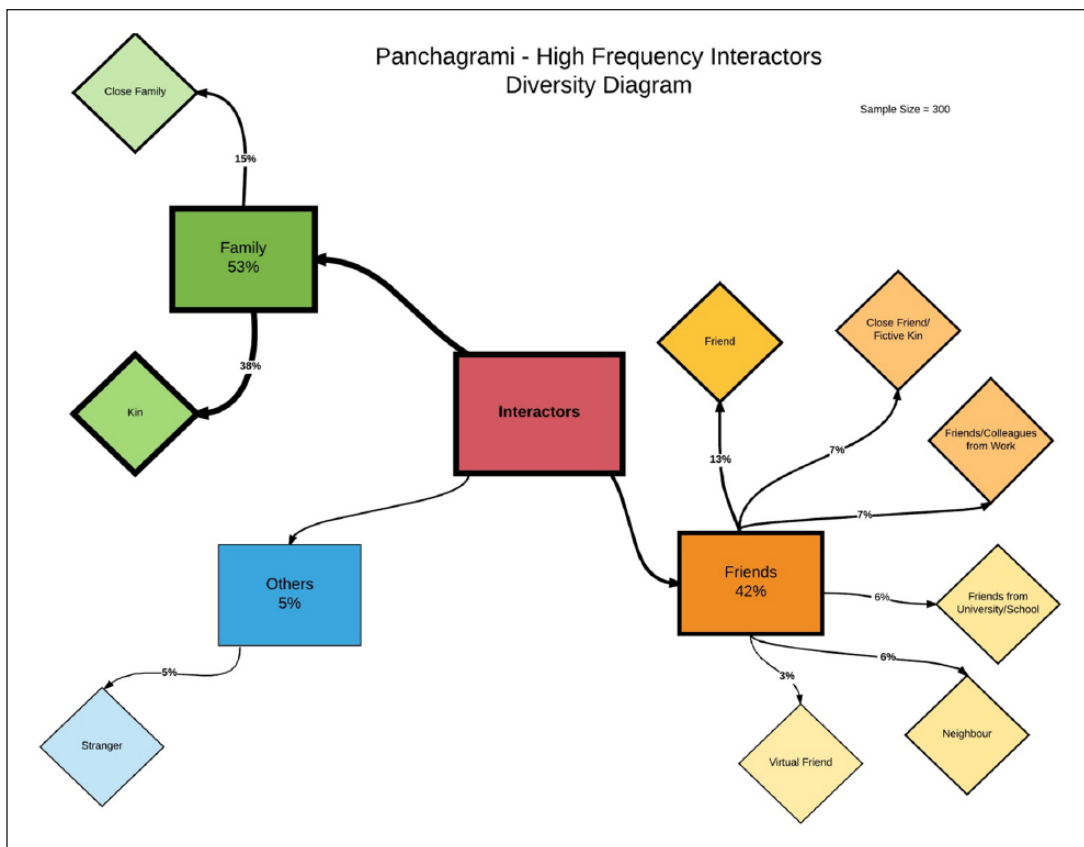 Panchagrami - High Frequency Interactors
Diversity Diagram
Sample Size = 300
Close Family
15%
Family
53%
38%
Kin
Interactors
Friend
Close Friend/
Fictive Kin
Friends/Colleagues
from Work
13%
7%
7%
Friends
42%
6%
Friends from
University/School
6%
3%
Neighbour
Virtual Friend
Others
5%
5%
Stranger